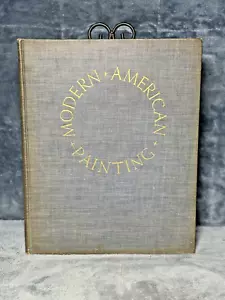 MODERN · AMERICAN · PAINTING ·